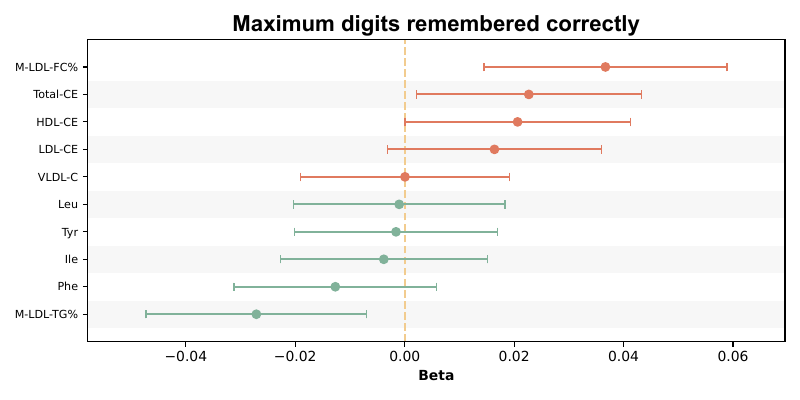 Maximum digits remembered correctly
M-LDL-FC%
Total-CE
HDL-CE
LDL-CE
VLDL-C
Leu
Tyr
Ile
Phe
M-LDL-TG%
−0.04 −0.02 0.00 0.02 0.04 0.06
Beta